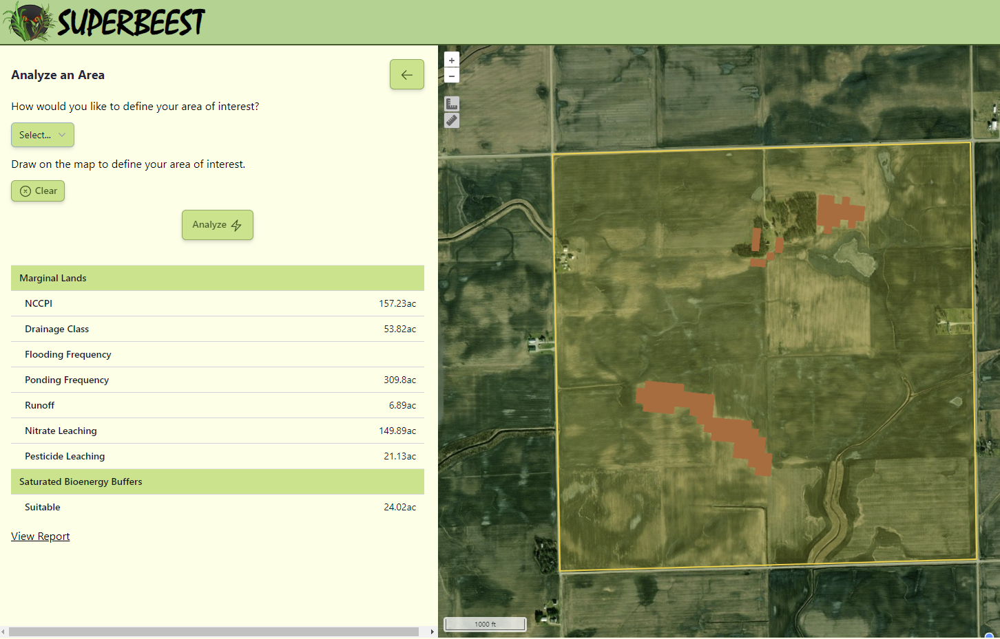 SUPERBEEST
Analyze an Area
How would you like to define your area of interest?
Select...
Draw on the map to define your area of interest.
Clear
Analyze
Marginal Lands
NCCPI 157.23ac
Drainage Class 53.82ac
Flooding Frequency
Ponding Frequency 309.8ac
Runoff 6.89ac
Nitrate Leaching 149.89ac
Pesticide Leaching 21.13ac
Saturated Bioenergy Buffers
Suitable 24.02ac
View Report
+
−
1000 ft